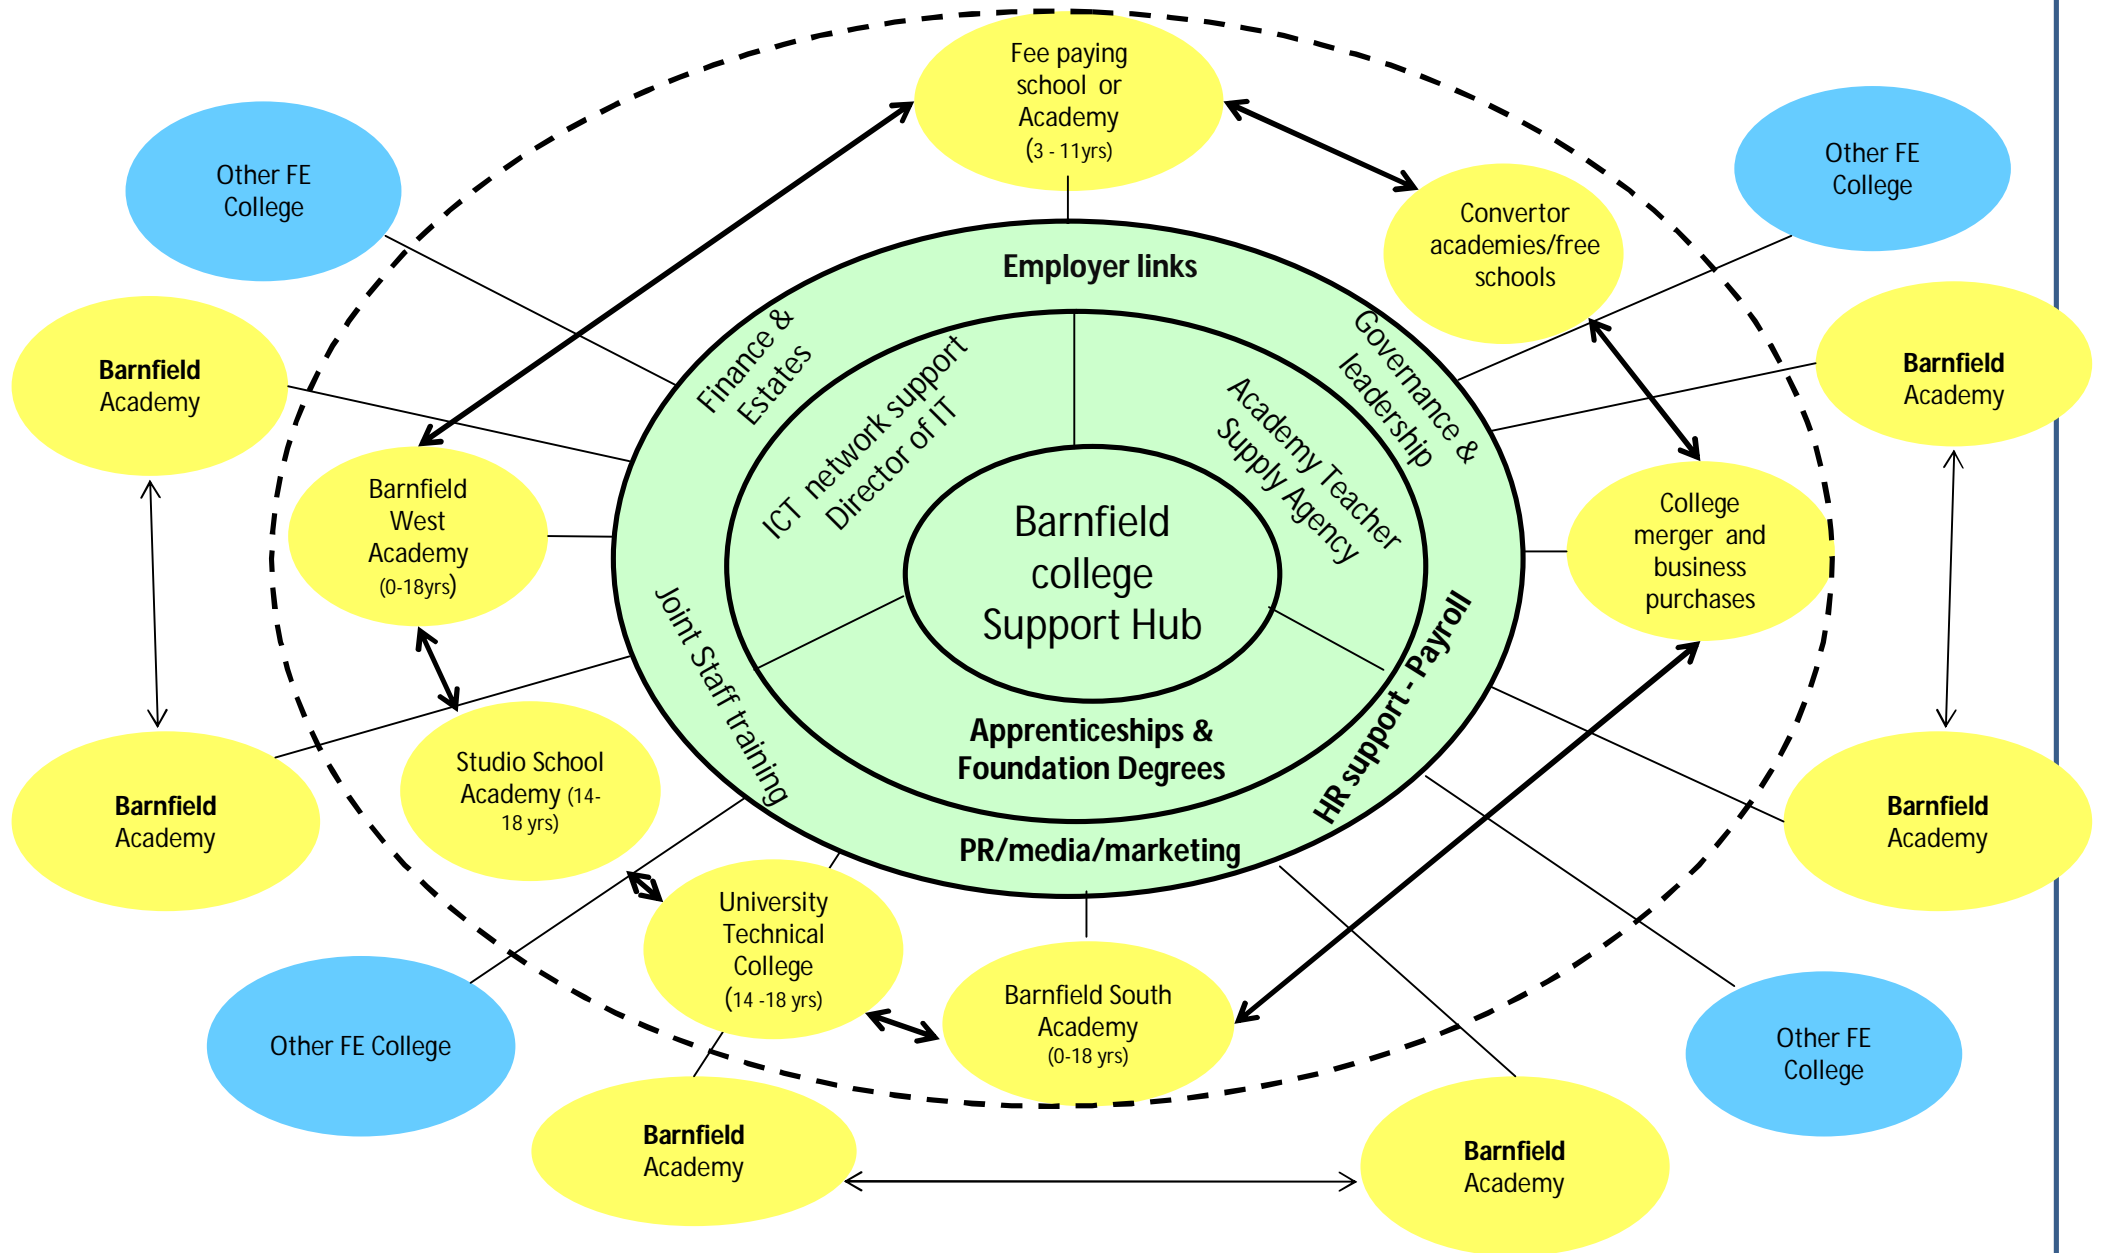 Fee paying
school or
Academy
(3 - 11yrs)
Other FE
College
Other FE
College
Convertor
academies/free
schools
Employer links
Finance &
Estates
Governance &
leadership
Barnfield
Academy
Barnfield
Academy
ICT network support
Director of IT
Academy Teacher
Supply Agency
Barnfield
West
Academy
(0-18yrs)
Barnfield
college
Support Hub
College
merger and
business
purchases
Joint Staff training
HR support - Payroll
Apprenticeships &
Foundation Degrees
PR/media/marketing
Studio School
Academy (14-
18 yrs)
Barnfield
Academy
Barnfield
Academy
University
Technical
College
(14 -18 yrs)
Barnfield South
Academy
(0-18 yrs)
Other FE College
Other FE
College
Barnfield
Academy
Barnfield
Academy